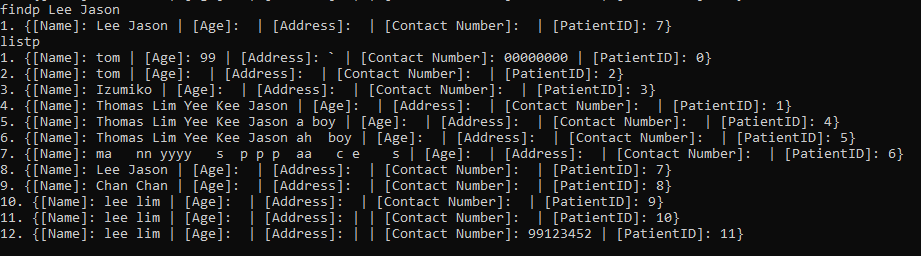 findp Lee Jason
1. {[Name]: Lee Jason | [Age]:  | [Address]:  | [Contact Number]:  | [PatientID]: 7}
listp
1. {[Name]: tom | [Age]: 99 | [Address]: ` | [Contact Number]: 00000000 | [PatientID]: 0}
2. {[Name]: tom | [Age]:  | [Address]:  | [Contact Number]:  | [PatientID]: 2}
3. {[Name]: Izumiko | [Age]:  | [Address]:  | [Contact Number]:  | [PatientID]: 3}
4. {[Name]: Thomas Lim Yee Kee Jason | [Age]:  | [Address]:  | [Contact Number]:  | [PatientID]: 1}
5. {[Name]: Thomas Lim Yee Kee Jason a boy | [Age]:  | [Address]:  | [Contact Number]:  | [PatientID]: 4}
6. {[Name]: Thomas Lim Yee Kee Jason ah  boy | [Age]:  | [Address]:  | [Contact Number]:  | [PatientID]: 5}
7. {[Name]: ma   nn yyyy   s  p p p  aa   c e    s | [Age]:  | [Address]:  | [Contact Number]:  | [PatientID]: 6}
8. {[Name]: Lee Jason | [Age]:  | [Address]:  | [Contact Number]:  | [PatientID]: 7}
9. {[Name]: Chan Chan | [Age]:  | [Address]:  | [Contact Number]:  | [PatientID]: 8}
10. {[Name]: lee lim | [Age]:  | [Address]:  | [Contact Number]:  | [PatientID]: 9}
11. {[Name]: lee lim | [Age]:  | [Address]: | | [Contact Number]:  | [PatientID]: 10}
12. {[Name]: lee lim | [Age]:  | [Address]: | | [Contact Number]: 99123452 | [PatientID]: 11}